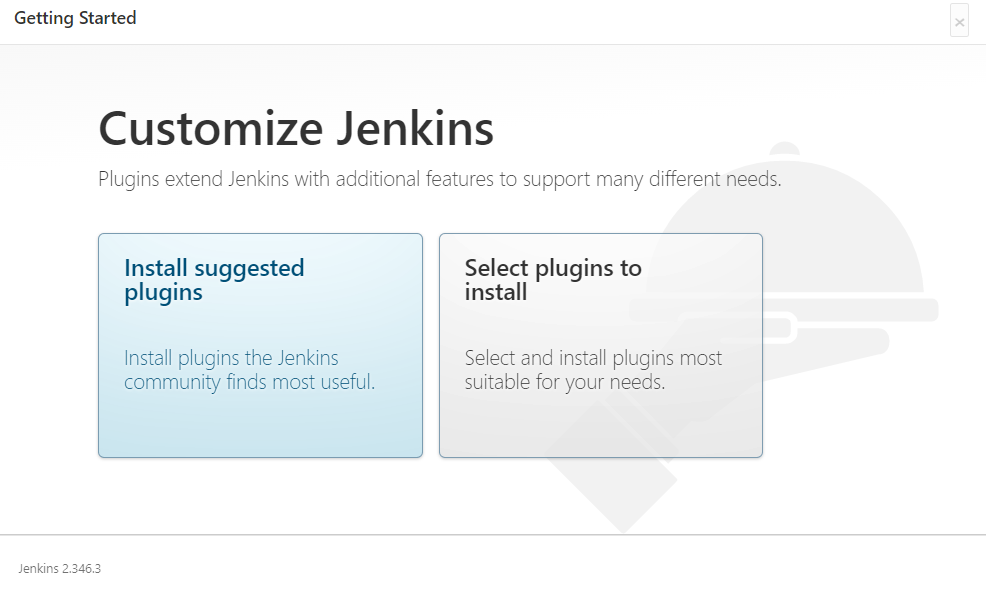 Getting Started
×
Customize Jenkins
Plugins extend Jenkins with additional features to support many different needs.
Install suggested
plugins
Install plugins the Jenkins
community finds most useful.
Select plugins to
install
Select and install plugins most
suitable for your needs.
Jenkins 2.346.3